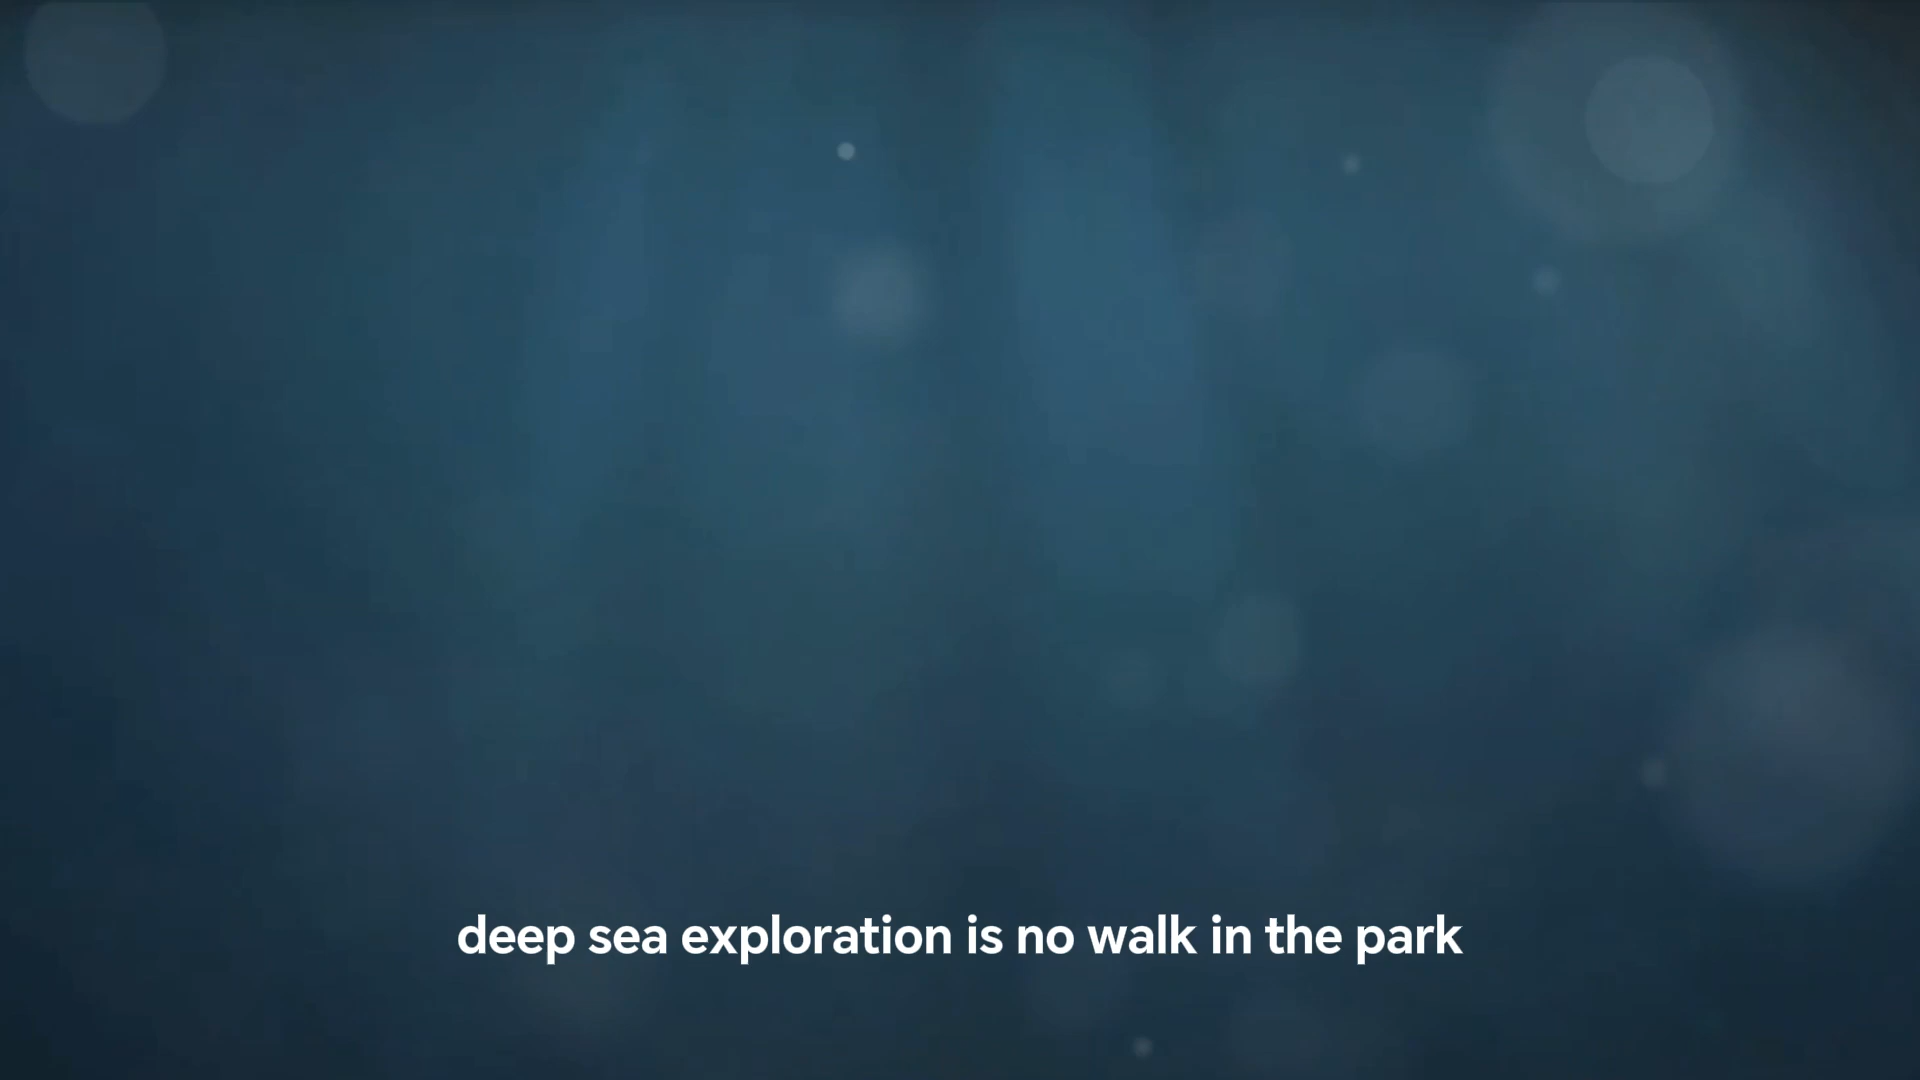 deep sea exploration is no walk in the park